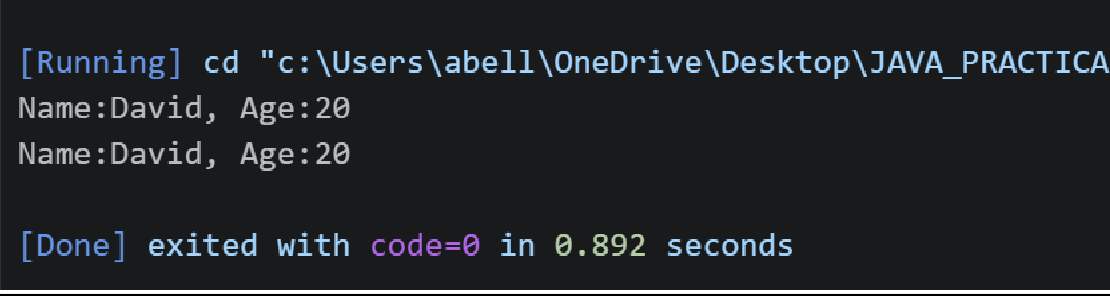 [Running] cd "c:\Users\abell\OneDrive\Desktop\JAVA_PRACTICA
Name:David, Age:20
Name:David, Age:20
[Done] exited with code=0 in 0.892 seconds